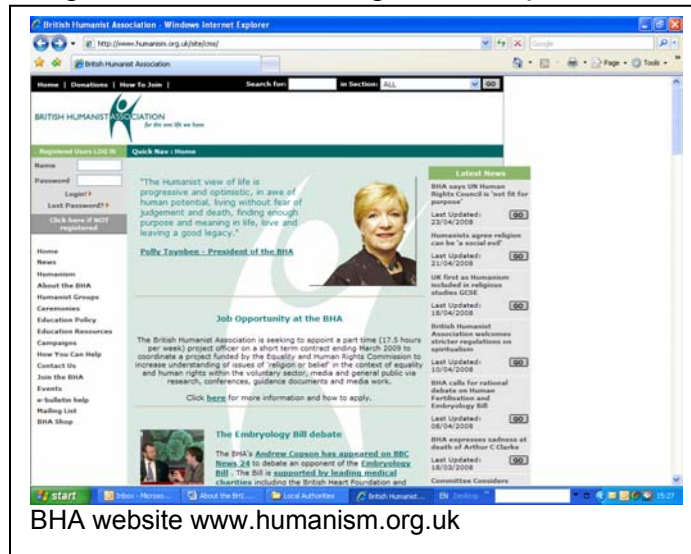 British Humanist Association - Windows Internet Explorer
http://www.humanism.org.uk/site/cms/
Google
British Humanist Association
Page
Tools
Home | Donations | How To Join |
Search for:
in Section: ALL
GO
BRITISH HUMANIST ASSOCIATION
for the one life we have
Registered Users LOG IN
Quick Nav : Home
Name
Password
Login?
Lost Password?
Click here if NOT
registered
Home
News
Humanism
About the BHA
Humanist Groups
Ceremonies
Education Policy
Education Resources
Campaigns
How You Can Help
Contact Us
Join the BHA
Events
e-bulletin help
Mailing List
BHA Shop
"The Humanist view of life is
progressive and optimistic, in awe of
human potential, living without fear of
judgement and death, finding enough
purpose and meaning in life, love and
leaving a good legacy."
Polly Toynbee - President of the BHA
Job Opportunity at the BHA
The British Humanist Association is seeking to appoint a part time (17.5 hours
per week) project officer on a short term contract ending March 2009 to
coordinate a project funded by the Equality and Human Rights Commission to
increase understanding of issues of 'religion or belief' in the context of equality
and human rights within the voluntary sector, media and general public via
research, conferences, guidance documents and media work.
Click here for more information and how to apply.
The Embryology Bill debate
The BHA's Andrew Copson has appeared on BBC
News 24 to debate an opponent of the Embryology
Bill . The Bill is supported by leading medical
charities including the British Heart Foundation and
Latest News
BHA says UN Human
Rights Council is 'not fit for
purpose'
Last Updated: GO
23/04/2008
Humanists agree religion
can be 'a social evil'
Last Updated: GO
21/04/2008
UK first as Humanism
included in religious
studies GCSE
Last Updated: GO
18/04/2008
British Humanist
Association welcomes
stricter regulations on
spiritualism
Last Updated: GO
10/04/2008
BHA calls for rational
debate on Human
Fertilisation and
Embryology Bill
Last Updated: GO
08/04/2008
BHA expresses sadness at
death of Arthur C Clarke
Last Updated: GO
18/03/2008
Committee Considers
start
Inbox - Microso...
About the BH...
Local Authorities
British Humanist...
EN
Desktop
15:27
BHA website www.humanism.org.uk